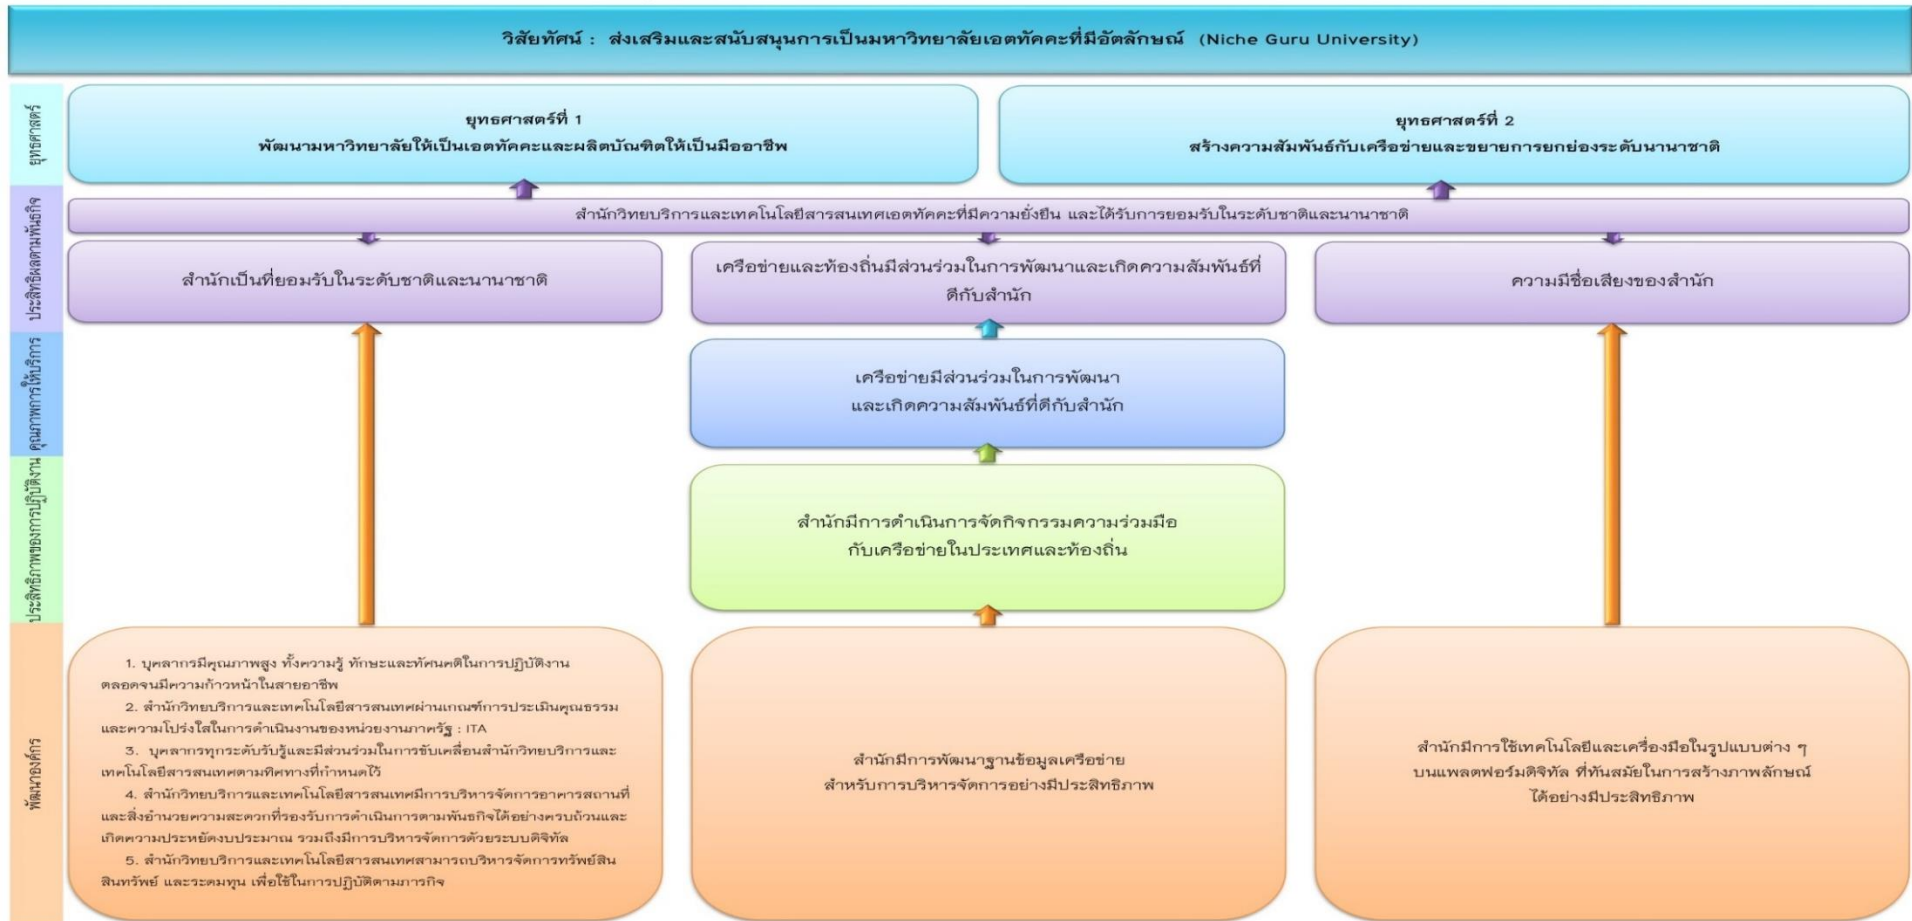 วิสัยทัศน์ : ส่งเสริมและสนับสนุนการเป็นมหาวิทยาลัยเอตทัคคะที่มีอัตลักษณ์ (Niche Guru University)
ยุทธศาสตร์
ยุทธศาสตร์ที่ 1
พัฒนามหาวิทยาลัยให้เป็นเอตทัคคะและผลิตบัณฑิตให้เป็นมืออาชีพ
ยุทธศาสตร์ที่ 2
สร้างความสัมพันธ์กับเครือข่ายและขยายการยกย่องระดับนานาชาติ
ประสิทธิผลตามพันธกิจ
สำนักวิทยบริการและเทคโนโลยีสารสนเทศเอตทัคคะที่มีความยั่งยืน และได้รับการยอมรับในระดับชาติและนานาชาติ
สำนักเป็นที่ยอมรับในระดับชาติและนานาชาติ
เครือข่ายและท้องถิ่นมีส่วนร่วมในการพัฒนาและเกิดความสัมพันธ์ที่
ดีกับสำนัก
ความมีชื่อเสียงของสำนัก
คุณภาพการให้บริการ
เครือข่ายมีส่วนร่วมในการพัฒนา
และเกิดความสัมพันธ์ที่ดีกับสำนัก
ประสิทธิภาพของการปฏิบัติงาน
สำนักมีการดำเนินการจัดกิจกรรมความร่วมมือ
กับเครือข่ายในประเทศและท้องถิ่น
พัฒนาองค์กร
1. บุคลากรมีคุณภาพสูง ทั้งความรู้ ทักษะและทัศนคติในการปฏิบัติงาน
ตลอดจนมีความก้าวหน้าในสายอาชีพ
2. สำนักวิทยบริการและเทคโนโลยีสารสนเทศผ่านเกณฑ์การประเมินคุณธรรม
และความโปร่งใสในการดำเนินงานของหน่วยงานภาครัฐ : ITA
3. บุคลากรทุกระดับรับรู้และมีส่วนร่วมในการขับเคลื่อนสำนักวิทยบริการและ
เทคโนโลยีสารสนเทศตามทิศทางที่กำหนดไว้
4. สำนักวิทยบริการและเทคโนโลยีสารสนเทศมีการบริหารจัดการอาคารสถานที่
และสิ่งอำนวยความสะดวกที่รองรับการดำเนินการตามพันธกิจได้อย่างครบถ้วนและ
เกิดความประหยัดงบประมาณ รวมถึงมีการบริหารจัดการด้วยระบบดิจิทัล
5. สำนักวิทยบริการและเทคโนโลยีสารสนเทศสามารถบริหารจัดการทรัพย์สิน
สินทรัพย์ และระดมทุน เพื่อใช้ในการปฏิบัติตามภารกิจ
สำนักมีการพัฒนาฐานข้อมูลเครือข่าย
สำหรับการบริหารจัดการอย่างมีประสิทธิภาพ
สำนักมีการใช้เทคโนโลยีและเครื่องมือในรูปแบบต่าง ๆ
บนแพลตฟอร์มดิจิทัล ที่ทันสมัยในการสร้างภาพลักษณ์
ได้อย่างมีประสิทธิภาพ